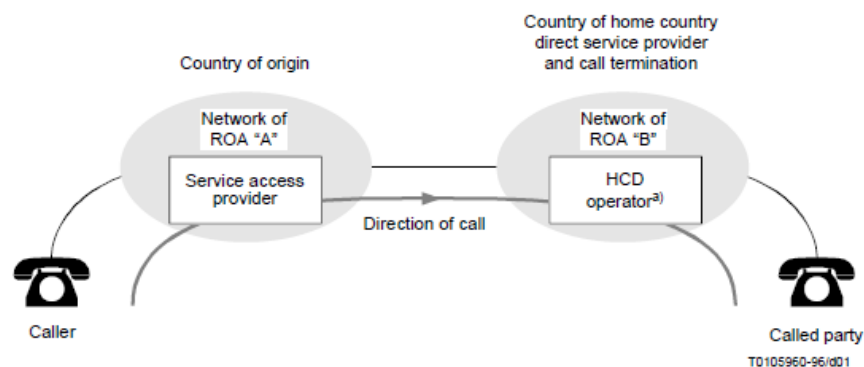 Country of origin
Country of home country
direct service provider
and call termination
Network of
ROA “A”
Service access
provider
Network of
ROA “B”
HCD
operatorᵃ⁾
Direction of call
Caller
Called party
T0105960-96/d01